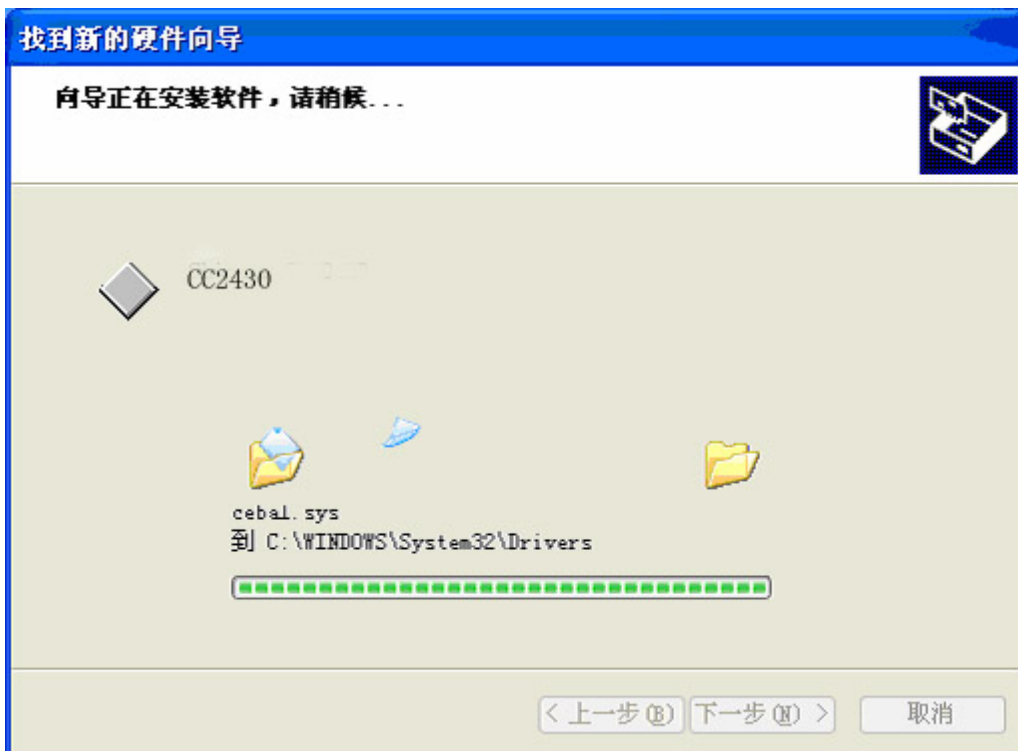 找到新的硬件向导
向导正在安装软件，请稍候...
CC2430
cebal.sys
到 C:\WINDOWS\System32\Drivers
< 上一步(B) 下一步(N) > 取消